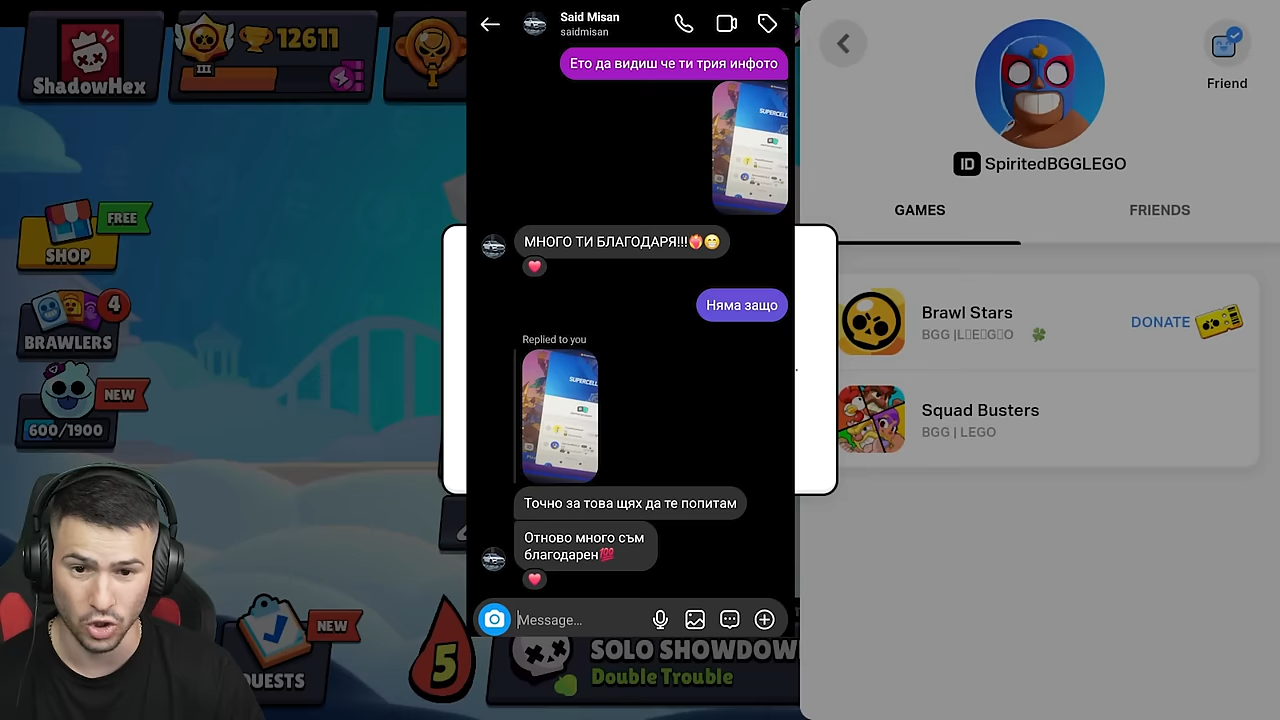 ShadowHex
12611
III
FREE
SHOP
4
BRAWLERS
NEW
600/1900
NEW
QUESTS
5
SOLO SHOWDOW
Double Trouble
Said Misan
saidmisan
Ето да видиш че ти трия инфото
SUPERCELL
МНОГО ТИ БЛАГОДАРЯ!!!❤️‍🔥😁
❤️
Няма защо
Replied to you
SUPERCELL
Точно за това щях да те попитам
Отново много съм
благодарен💯
❤️
Message...
Friend
ID SpiritedBGGLEGO
GAMES
FRIENDS
Brawl Stars
BGG |L▯E▯G▯O 🍀
DONATE
Squad Busters
BGG | LEGO